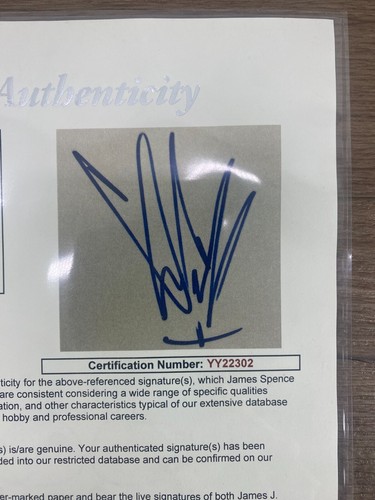 Authenticity
Certification Number: YY22302
ticity for the above-referenced signature(s), which James Spence
are consistent considering a wide range of specific qualities
ation, and other characteristics typical of our extensive database
hobby and professional careers.
s) is/are genuine. Your authenticated signature(s) has been
ded into our restricted database and can be confirmed on our
er-marked paper and bear the live signatures of both James J.